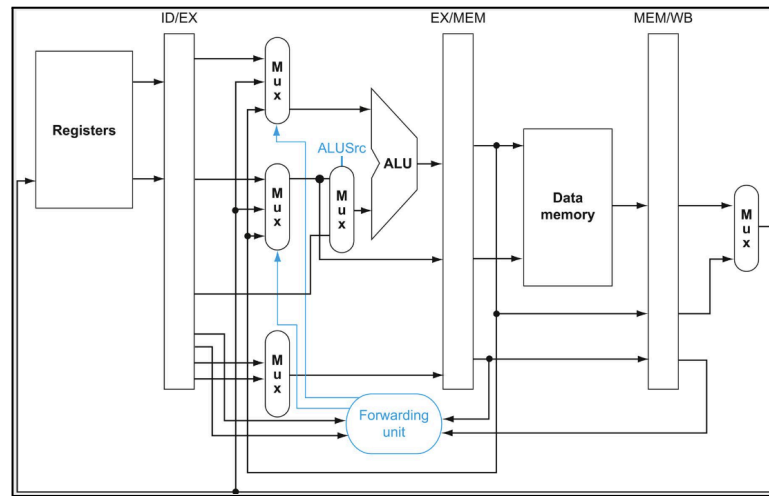 ID/EX
EX/MEM
MEM/WB
M
u
x
Registers
ALUSrc
ALU
M
u
x
M
u
x
Data
memory
M
u
x
M
u
x
Forwarding
unit